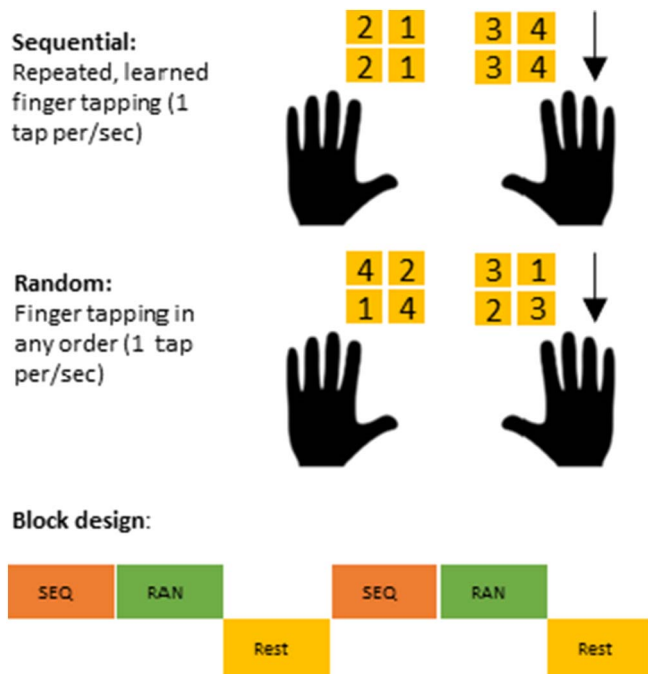 Sequential:
Repeated, learned
finger tapping (1
tap per/sec)
2 1 3 4
2 1 3 4
Random:
Finger tapping in
any order (1 tap
per/sec)
4 2 3 1
1 4 2 3
Block design:
SEQ RAN SEQ RAN
Rest Rest